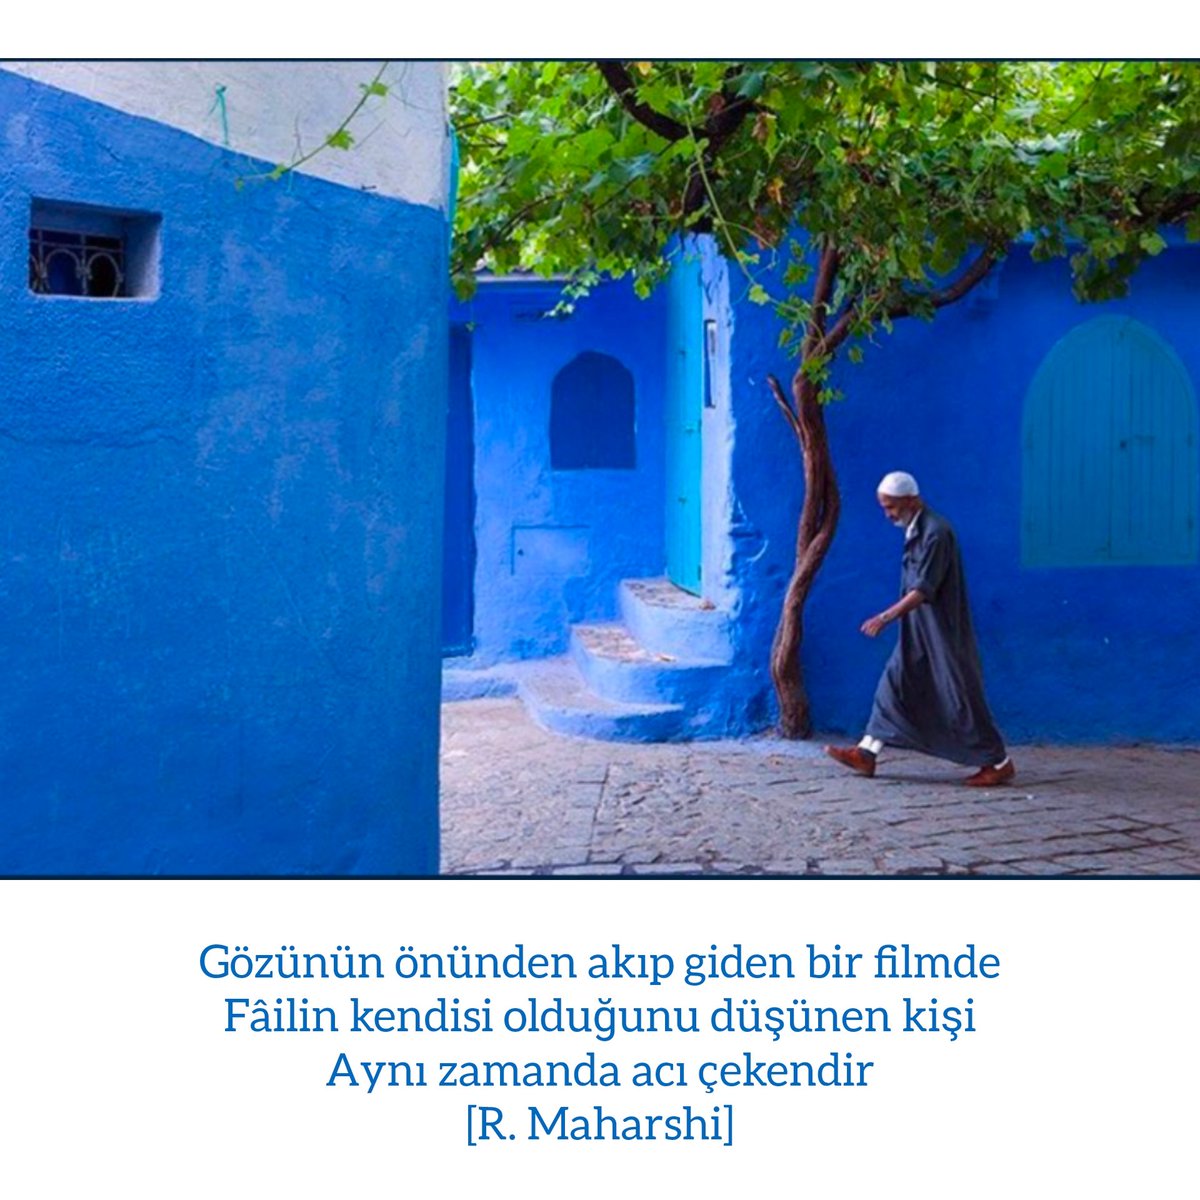 Gözünün önünden akıp giden bir filmde
Fâilin kendisi olduğunu düşünen kişi
Aynı zamanda acı çekendir
[R. Maharshi]